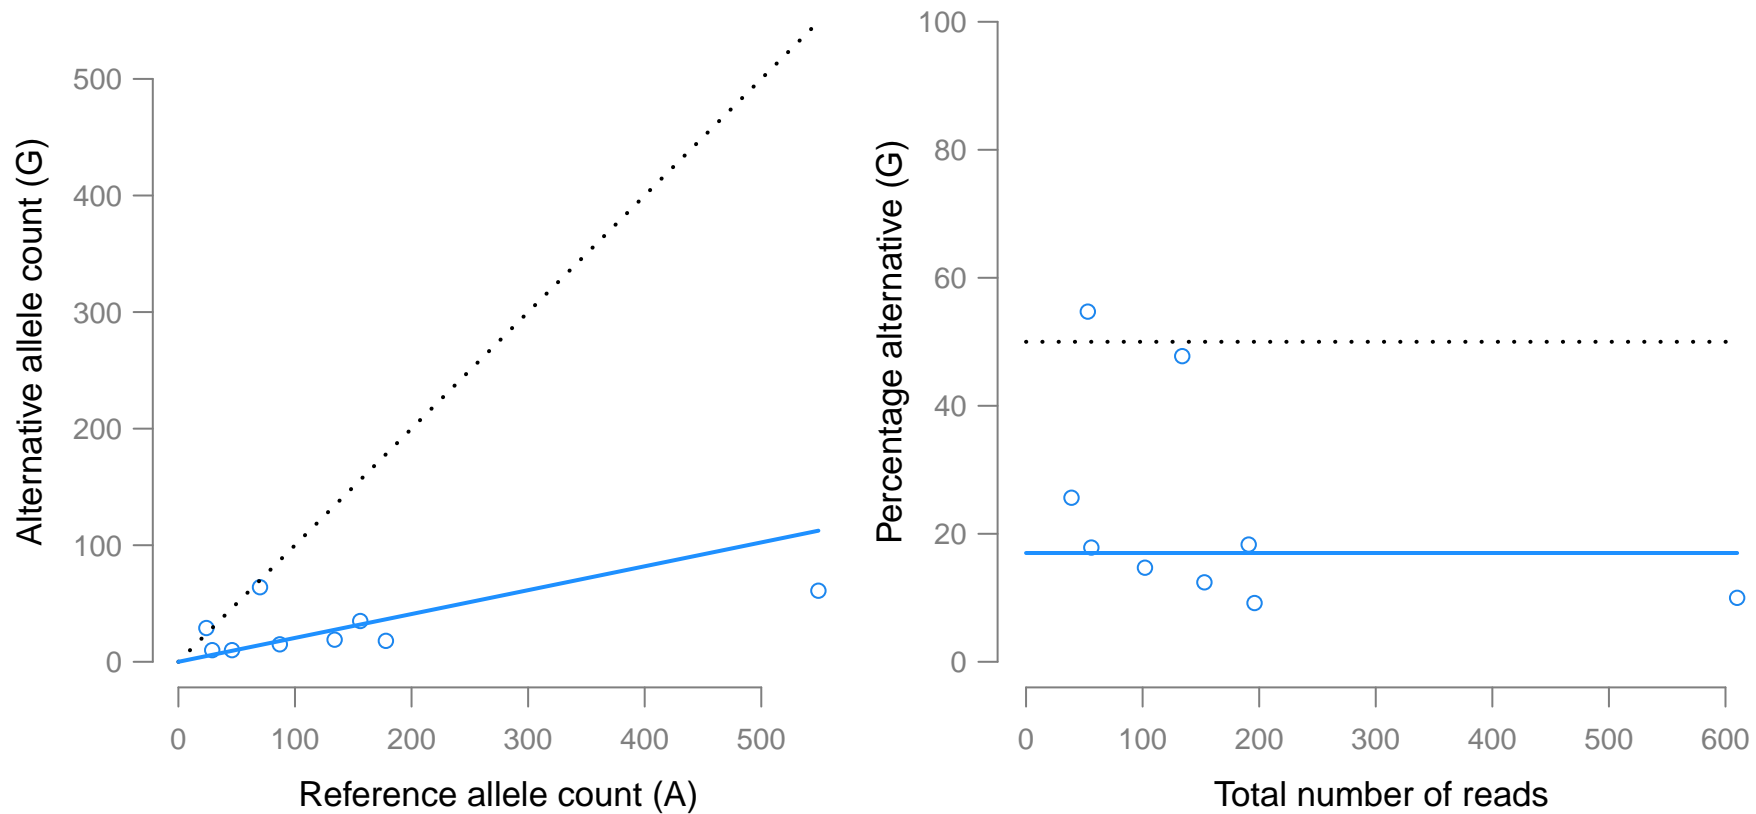 Alternative allele count (G)
500
400
300
200
100
0
0 100 200 300 400 500
Reference allele count (A)
Percentage alternative (G)
100
80
60
40
20
0
0 100 200 300 400 500 600
Total number of reads